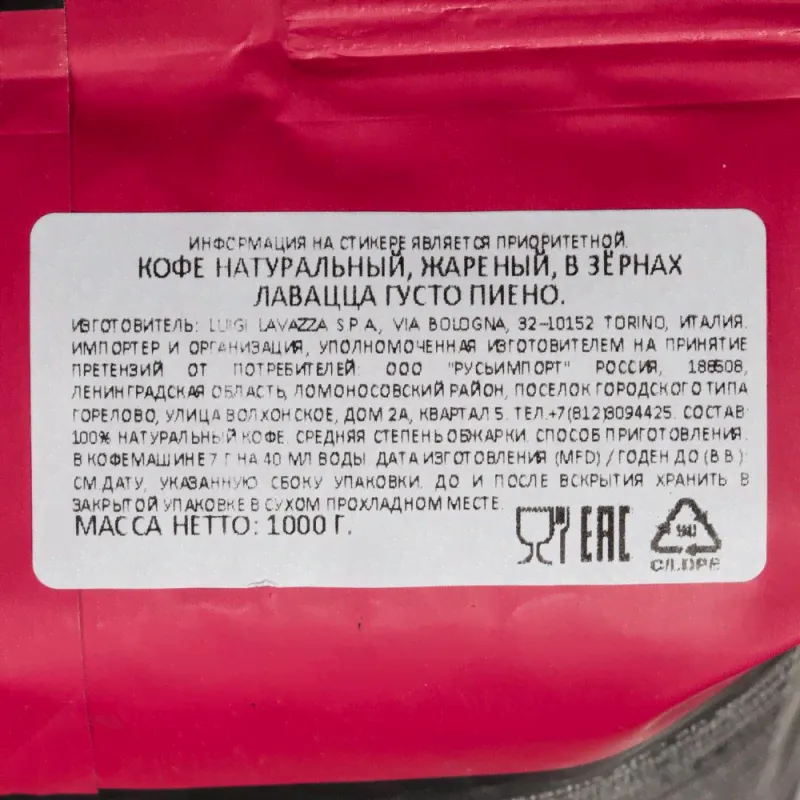 ИНФОРМАЦИЯ НА СТИКЕРЕ ЯВЛЯЕТСЯ ПРИОРИТЕТНОЙ.
КОФЕ НАТУРАЛЬНЫЙ, ЖАРЕНЫЙ, В ЗЁРНАХ
ЛАВАЦЦА ГУСТО ПИЕНО.
ИЗГОТОВИТЕЛЬ: LUIGI LAVAZZA S.P.A, VIA BOLOGNA, 32-10152 TORINO, ИТАЛИЯ.
ИМПОРТЕР И ОРГАНИЗАЦИЯ, УПОЛНОМОЧЕННАЯ ИЗГОТОВИТЕЛЕМ НА ПРИНЯТИЕ
ПРЕТЕНЗИЙ ОТ ПОТРЕБИТЕЛЕЙ: ООО "РУСЬИМПОРТ" РОССИЯ, 188508,
ЛЕНИНГРАДСКАЯ ОБЛАСТЬ, ЛОМОНОСОВСКИЙ РАЙОН, ПОСЕЛОК ГОРОДСКОГО ТИПА
ГОРЕЛОВО, УЛИЦА ВОЛХОНСКОЕ, ДОМ 2А, КВАРТАЛ 5. ТЕЛ.+7(812)3094425. СОСТАВ:
100% НАТУРАЛЬНЫЙ КОФЕ. СРЕДНЯЯ СТЕПЕНЬ ОБЖАРКИ. СПОСОБ ПРИГОТОВЛЕНИЯ:
В КОФЕМАШИНЕ 7 Г НА 40 МЛ ВОДЫ. ДАТА ИЗГОТОВЛЕНИЯ (MFD) / ГОДЕН ДО (B.B.):
СМ.ДАТУ, УКАЗАННУЮ СБОКУ УПАКОВКИ. ДО И ПОСЛЕ ВСКРЫТИЯ ХРАНИТЬ В
ЗАКРЫТОЙ УПАКОВКЕ В СУХОМ ПРОХЛАДНОМ МЕСТЕ.
МАССА НЕТТО: 1000 Г.
EAC
90
C/LDPE